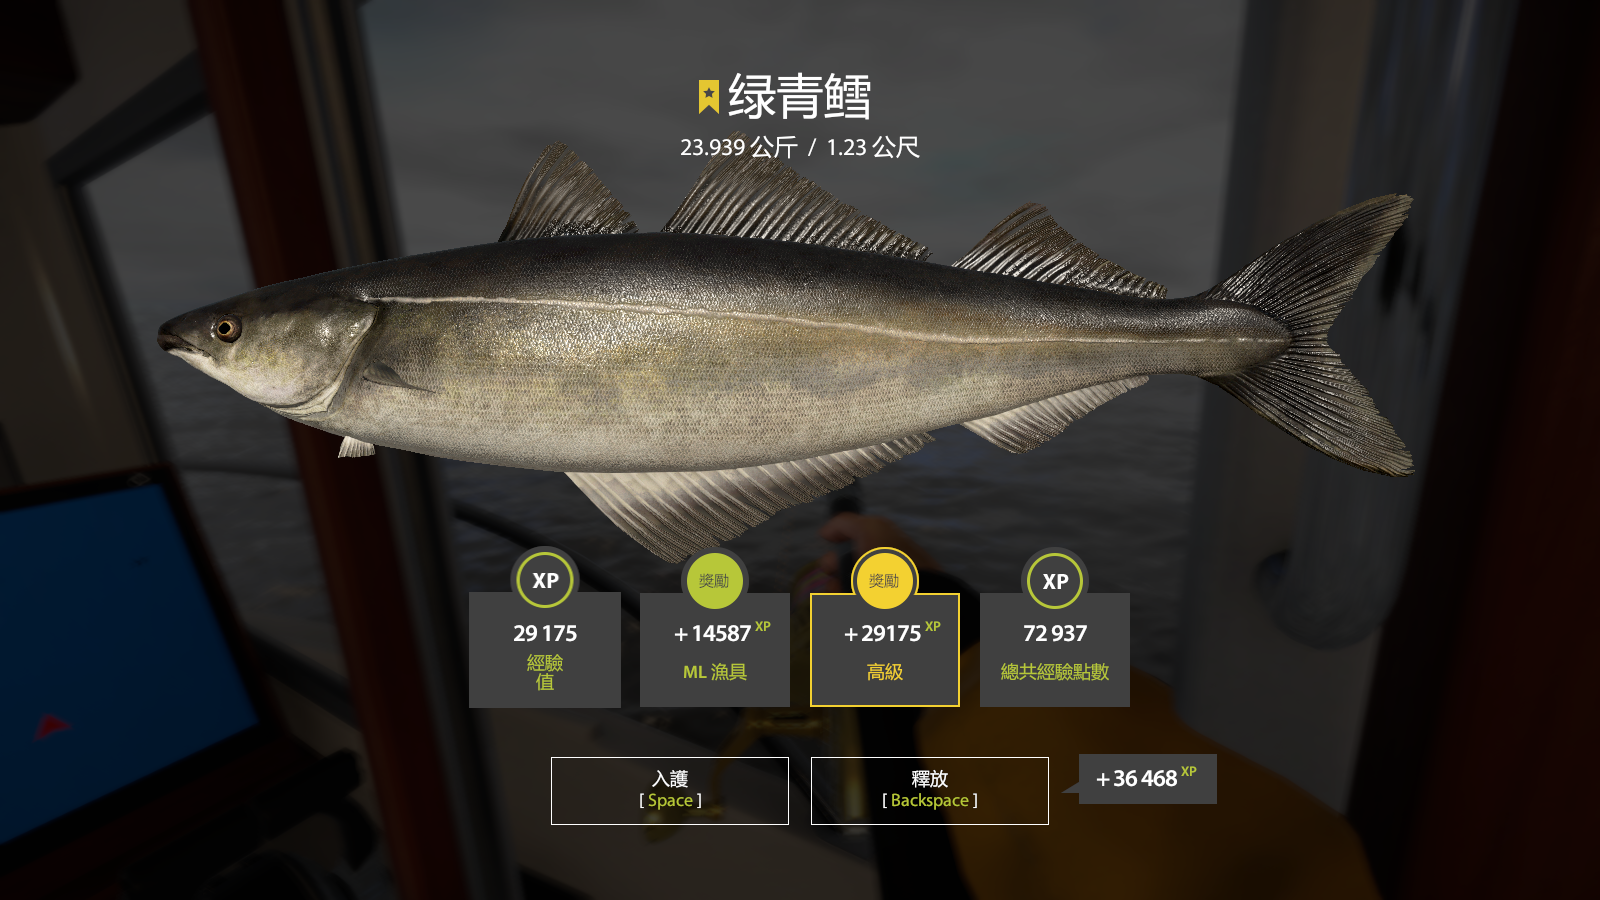 绿青鳕
23.939 公斤 / 1.23 公尺
XP
29 175
經驗
值
獎勵
+14587 XP
ML 漁具
獎勵
+29175 XP
高級
XP
72 937
總共經驗點數
入護
[ Space ]
釋放
[ Backspace ]
+36 468 XP